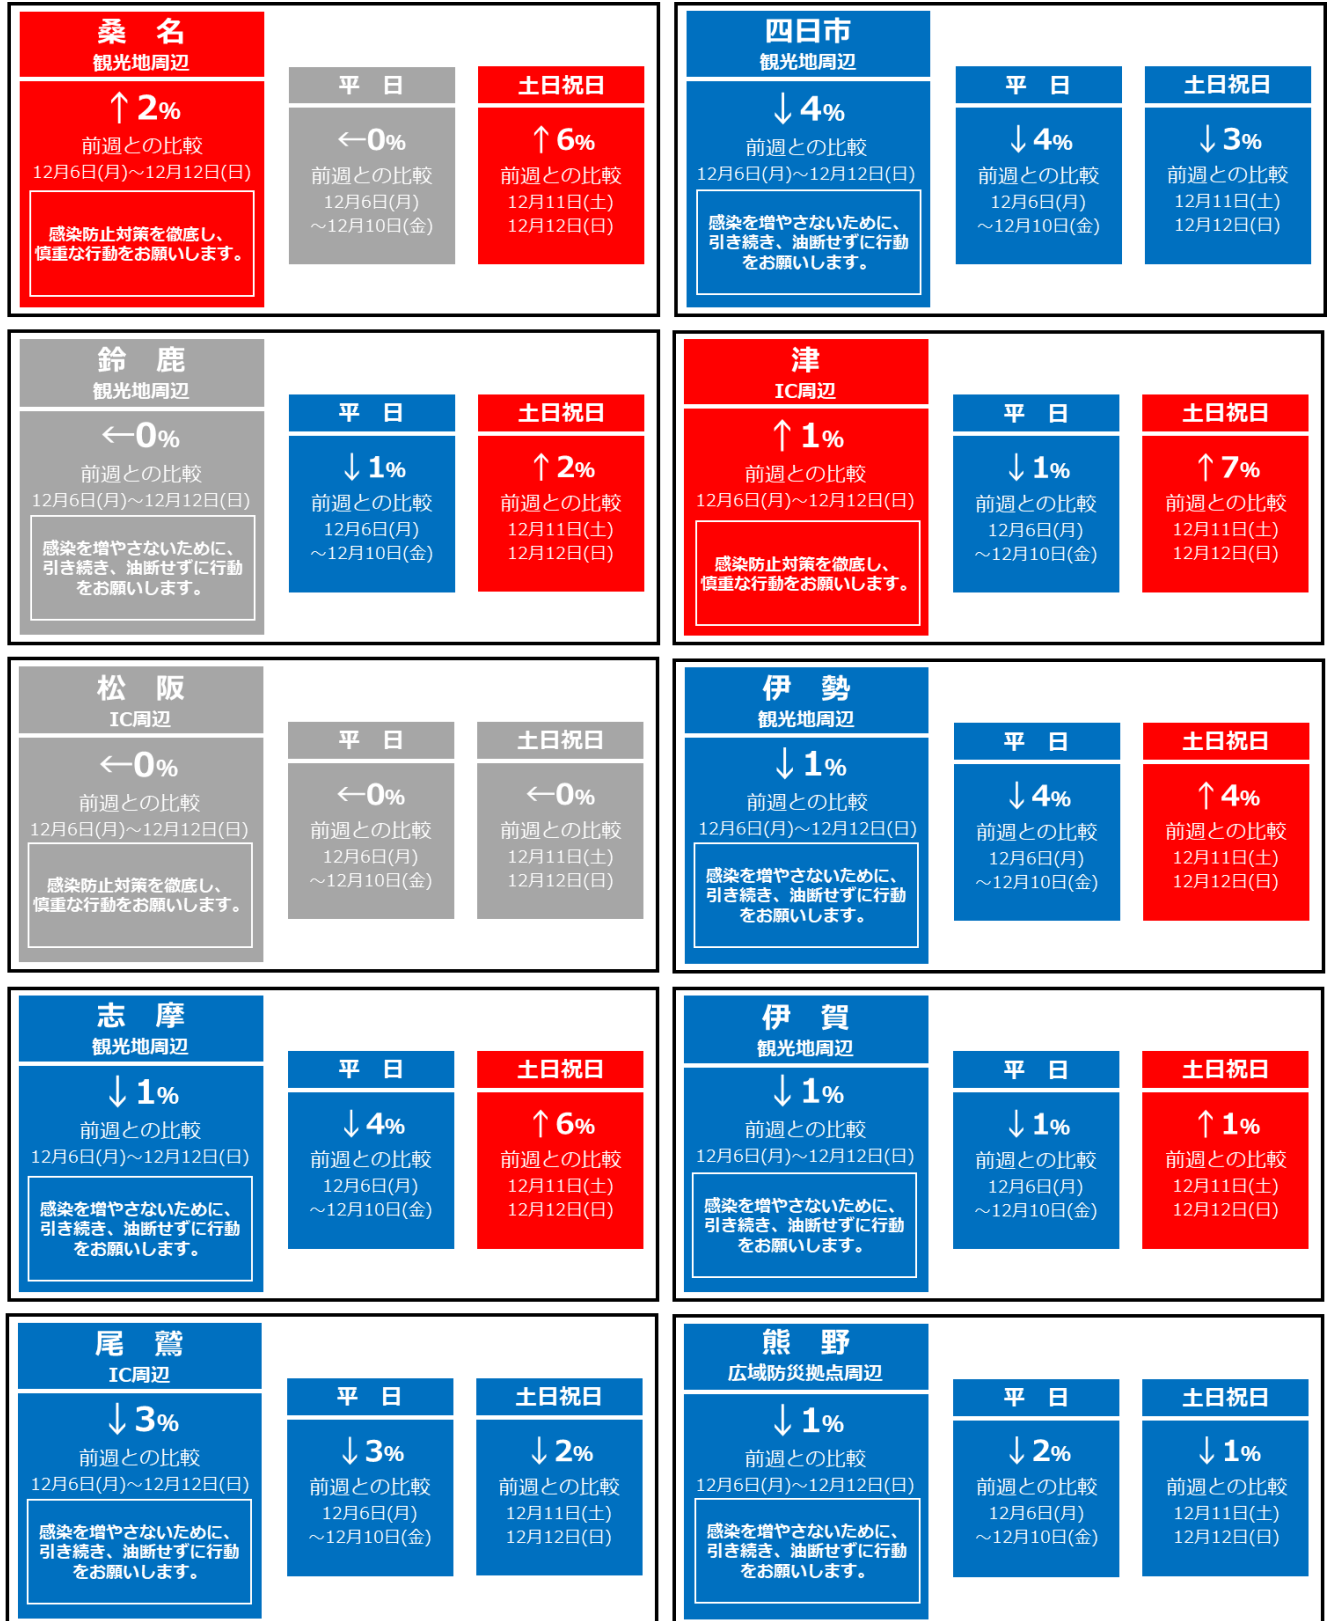 桑　名
観光地周辺
↑2%
前週との比較
12月6日(月)～12月12日(日)
感染防止対策を徹底し、
慎重な行動をお願いします。
平　日
←0%
前週との比較
12月6日(月)
～12月10日(金)
土日祝日
↑6%
前週との比較
12月11日(土)
12月12日(日)
四日市
観光地周辺
↓4%
前週との比較
12月6日(月)～12月12日(日)
感染を増やさないために、
引き続き、油断せずに行動
をお願いします。
平　日
↓4%
前週との比較
12月6日(月)
～12月10日(金)
土日祝日
↓3%
前週との比較
12月11日(土)
12月12日(日)
鈴　鹿
観光地周辺
←0%
前週との比較
12月6日(月)～12月12日(日)
感染を増やさないために、
引き続き、油断せずに行動
をお願いします。
平　日
↓1%
前週との比較
12月6日(月)
～12月10日(金)
土日祝日
↑2%
前週との比較
12月11日(土)
12月12日(日)
津
IC周辺
↑1%
前週との比較
12月6日(月)～12月12日(日)
感染防止対策を徹底し、
慎重な行動をお願いします。
平　日
↓1%
前週との比較
12月6日(月)
～12月10日(金)
土日祝日
↑7%
前週との比較
12月11日(土)
12月12日(日)
松　阪
IC周辺
←0%
前週との比較
12月6日(月)～12月12日(日)
感染防止対策を徹底し、
慎重な行動をお願いします。
平　日
←0%
前週との比較
12月6日(月)
～12月10日(金)
土日祝日
←0%
前週との比較
12月11日(土)
12月12日(日)
伊　勢
観光地周辺
↓1%
前週との比較
12月6日(月)～12月12日(日)
感染を増やさないために、
引き続き、油断せずに行動
をお願いします。
平　日
↓4%
前週との比較
12月6日(月)
～12月10日(金)
土日祝日
↑4%
前週との比較
12月11日(土)
12月12日(日)
志　摩
観光地周辺
↓1%
前週との比較
12月6日(月)～12月12日(日)
感染を増やさないために、
引き続き、油断せずに行動
をお願いします。
平　日
↓4%
前週との比較
12月6日(月)
～12月10日(金)
土日祝日
↑6%
前週との比較
12月11日(土)
12月12日(日)
伊　賀
観光地周辺
↓1%
前週との比較
12月6日(月)～12月12日(日)
感染を増やさないために、
引き続き、油断せずに行動
をお願いします。
平　日
↓1%
前週との比較
12月6日(月)
～12月10日(金)
土日祝日
↑1%
前週との比較
12月11日(土)
12月12日(日)
尾　鷲
IC周辺
↓3%
前週との比較
12月6日(月)～12月12日(日)
感染を増やさないために、
引き続き、油断せずに行動
をお願いします。
平　日
↓3%
前週との比較
12月6日(月)
～12月10日(金)
土日祝日
↓2%
前週との比較
12月11日(土)
12月12日(日)
熊　野
広域防災拠点周辺
↓1%
前週との比較
12月6日(月)～12月12日(日)
感染を増やさないために、
引き続き、油断せずに行動
をお願いします。
平　日
↓2%
前週との比較
12月6日(月)
～12月10日(金)
土日祝日
↓1%
前週との比較
12月11日(土)
12月12日(日)